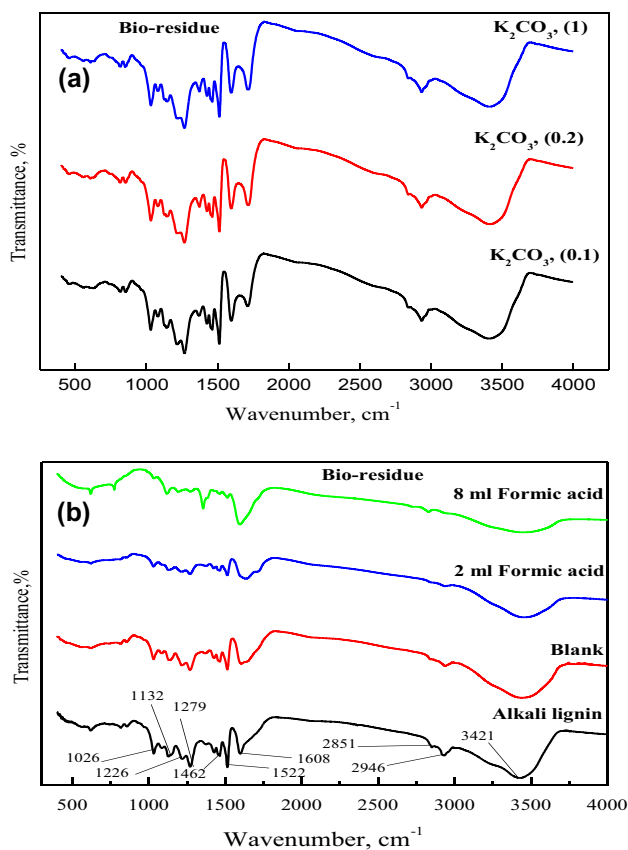 Bio-residue
K₂CO₃, (1)
(a)
K₂CO₃, (0.2)
K₂CO₃, (0.1)
Transmittance, %
500 1000 1500 2000 2500 3000 3500 4000
Wavenumber, cm⁻¹
Bio-residue
(b)
8 ml Formic acid
2 ml Formic acid
Blank
Alkali lignin
Transmittance,%
1132
1279
1026
1226
1462
1522
1608
2851
2946
3421
500 1000 1500 2000 2500 3000 3500 4000
Wavenumber, cm⁻¹